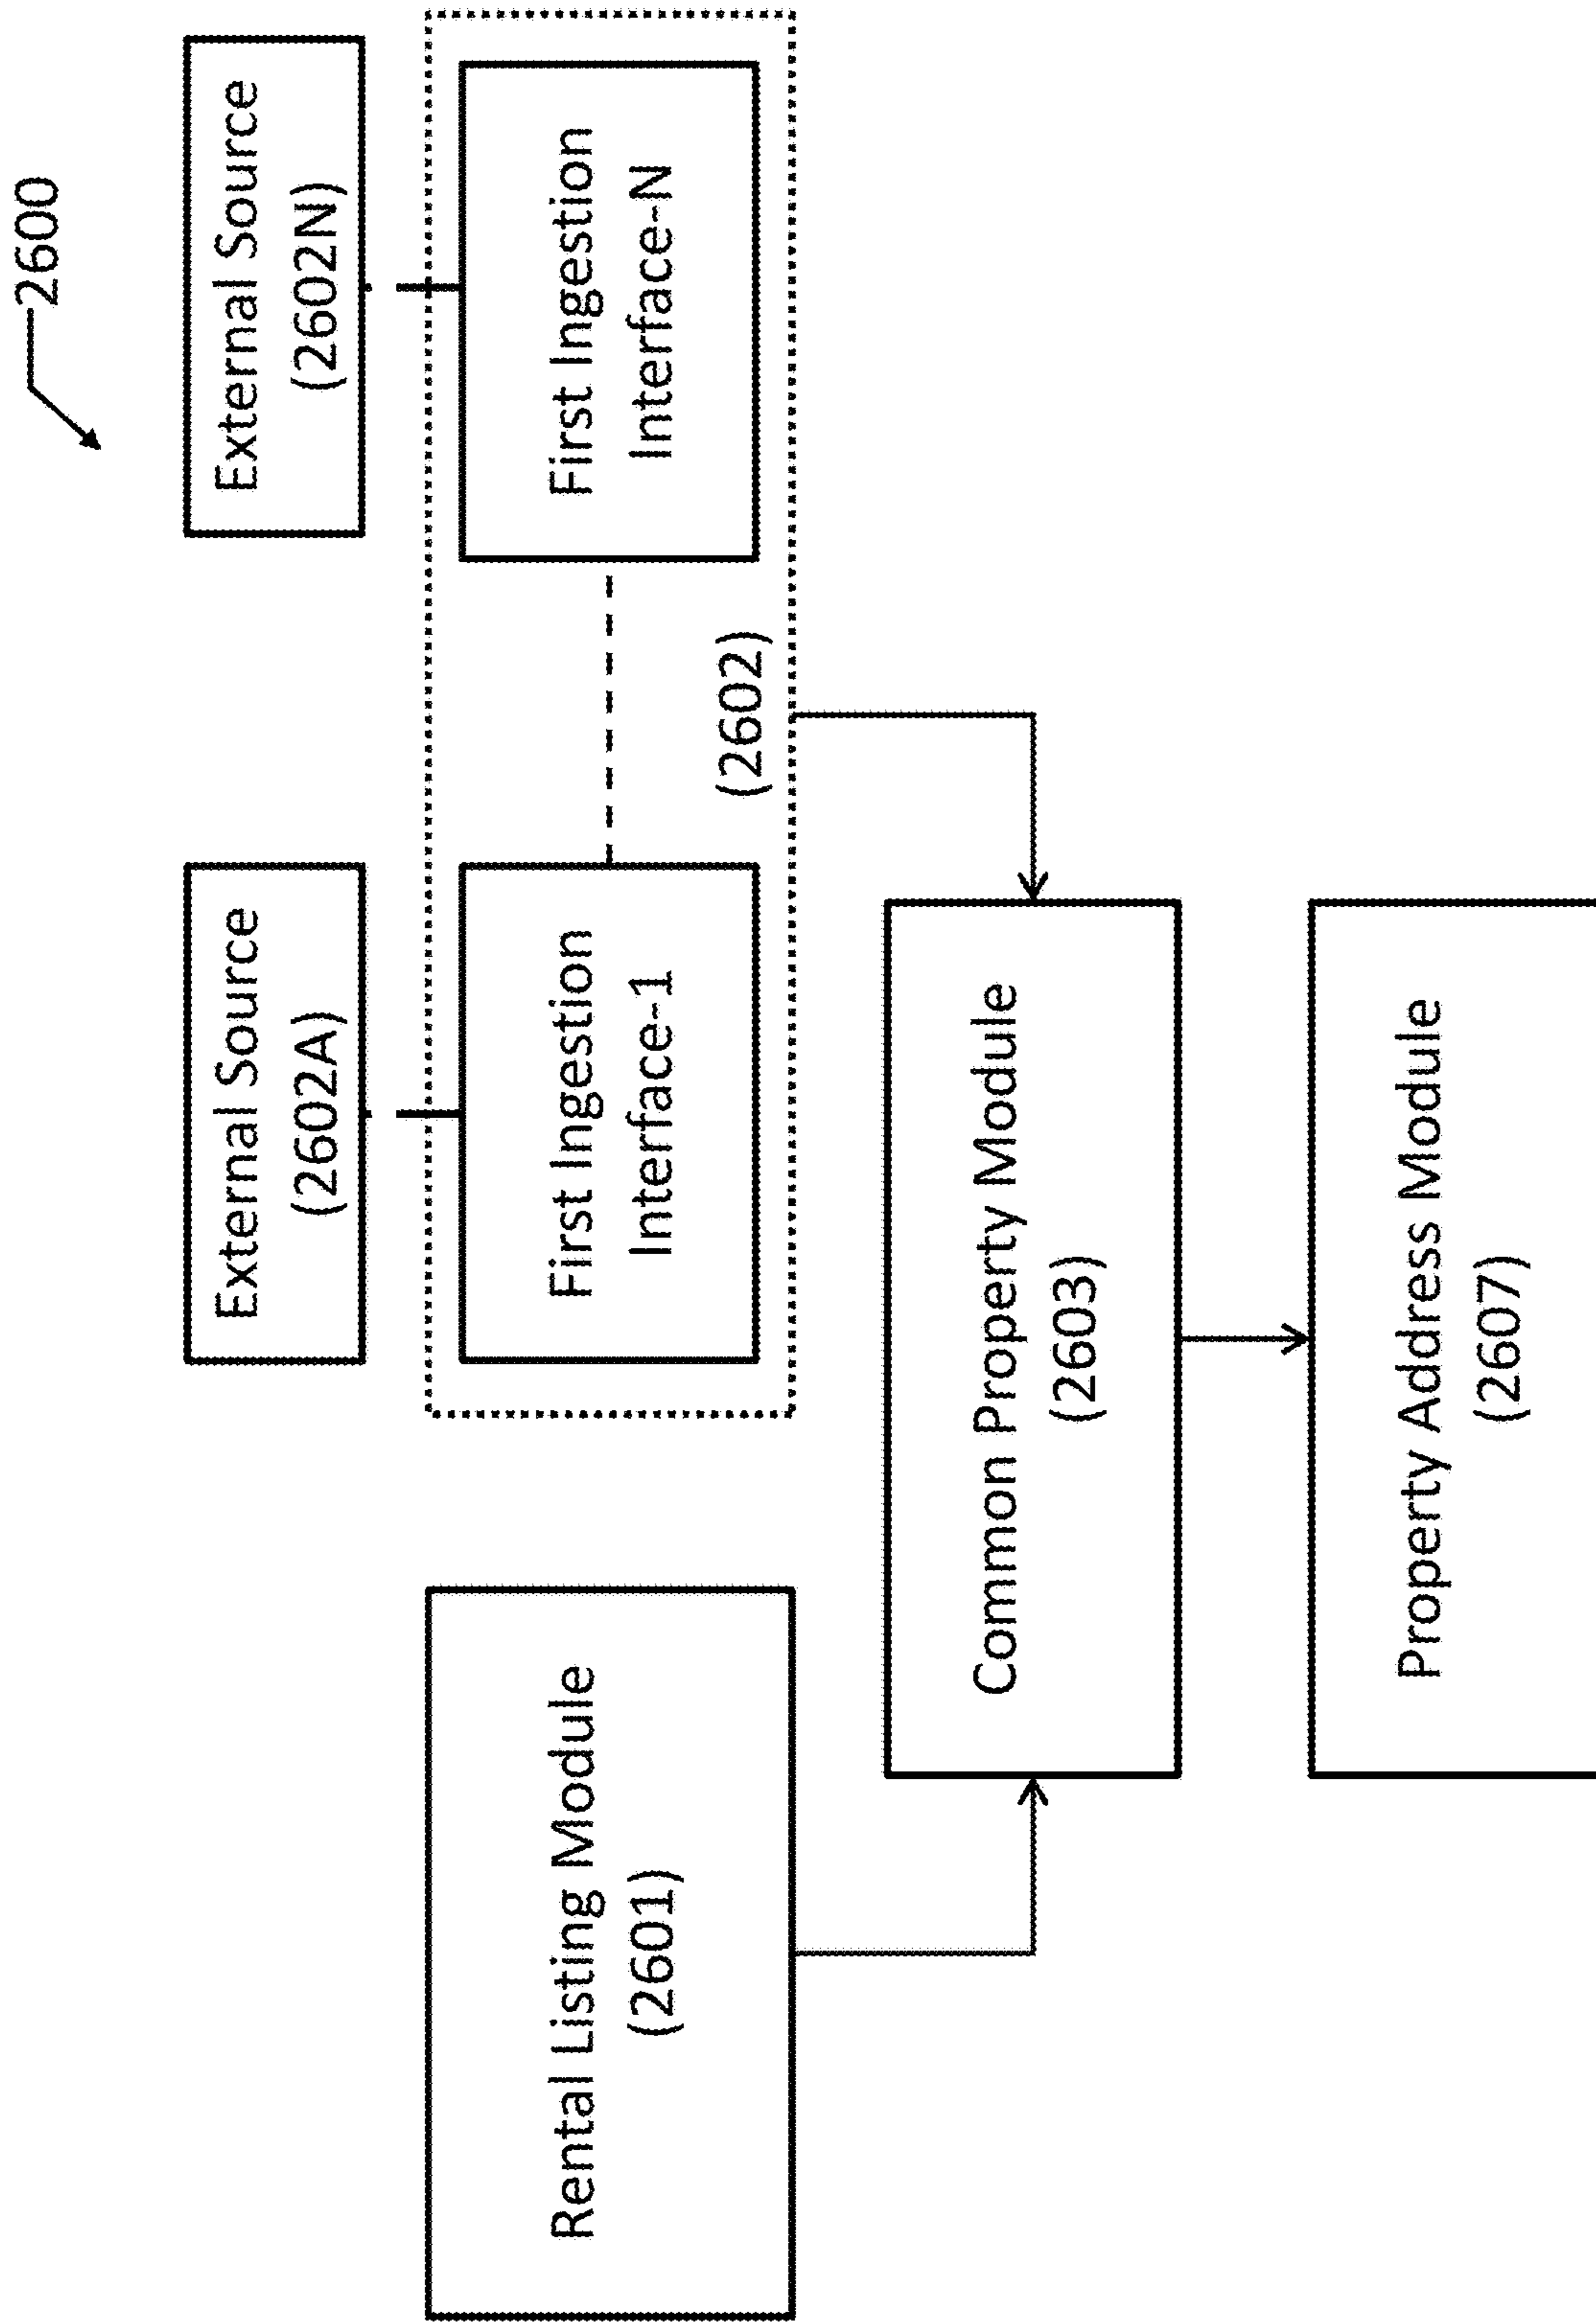 2600
External Source
(2602A)
External Source
(2602N)
Rental Listing Module
(2601)
First Ingestion
Interface-1
First Ingestion
Interface-N
(2602)
Common Property Module
(2603)
Property Address Module
(2607)